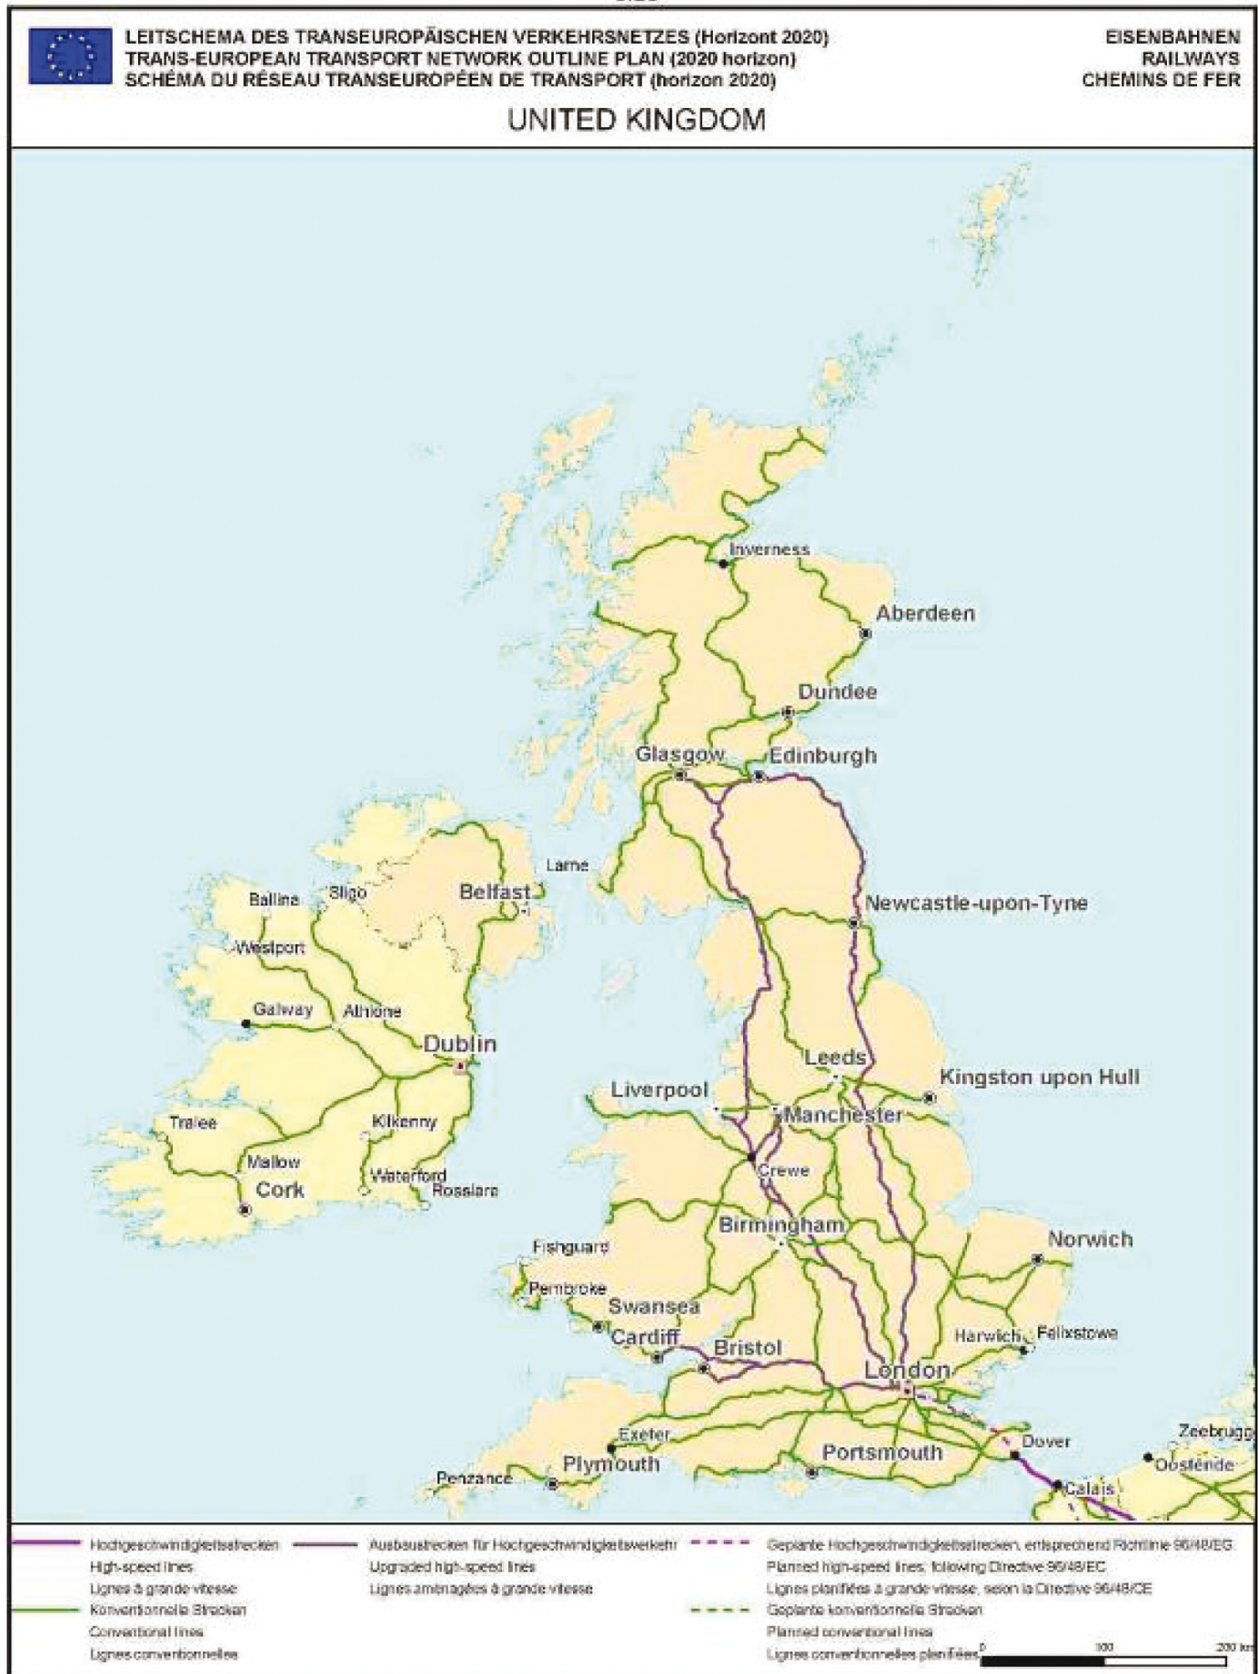 LEITSCHEMA DES TRANSEUROPÄISCHEN VERKEHRSNETZES (Horizont 2020)
TRANS-EUROPEAN TRANSPORT NETWORK OUTLINE PLAN (2020 horizon)
SCHÉMA DU RÉSEAU TRANSEUROPÉEN DE TRANSPORT (horizon 2020)
EISENBAHNEN
RAILWAYS
CHEMINS DE FER
UNITED KINGDOM
Inverness
Aberdeen
Dundee
Glasgow
Edinburgh
Larne
Belfast
Sligo
Ballina
Newcastle-upon-Tyne
Westport
Galway
Athlone
Dublin
Leeds
Kingston upon Hull
Liverpool
Manchester
Tralee
Kilkenny
Mallow
Crewe
Waterford
Cork
Rosslare
Birmingham
Norwich
Fishguard
Pembroke
Swansea
Cardiff
Bristol
Harwich
Felixstowe
London
Exeter
Dover
Zeebrugg
Plymouth
Portsmouth
Oostende
Penzance
Calais
Hochgeschwindigkeitsstrecken
High-speed lines
Lignes à grande vitesse
Konventionelle Strecken
Conventional lines
Lignes conventionnelles
Ausbaustrecken für Hochgeschwindigkeitsverkehr
Upgraded high-speed lines
Lignes aménagées à grande vitesse
Geplante Hochgeschwindigkeitsstrecken, entsprechend Richtlinie 96/48/EG
Planned high-speed lines, following Directive 96/48/EC
Lignes planifiées à grande vitesse, selon la Directive 96/48/CE
Geplante konventionelle Strecken
Planned conventional lines
Lignes conventionnelles planifiées
0 100 200 km